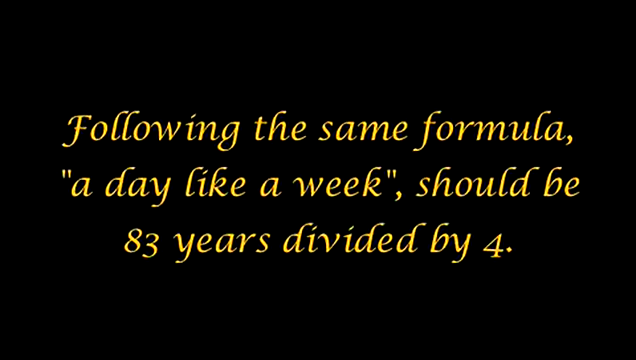 Following the same formula,
"a day like a week", should be
83 years divided by 4.